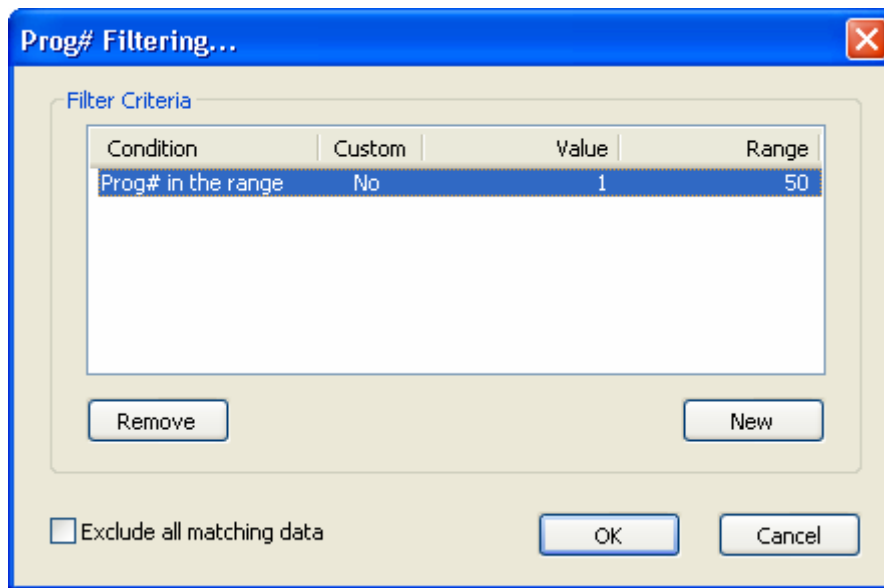 Prog# Filtering...
Filter Criteria
Condition Custom Value Range
Prog# in the range No 1 50
Remove New
Exclude all matching data OK Cancel